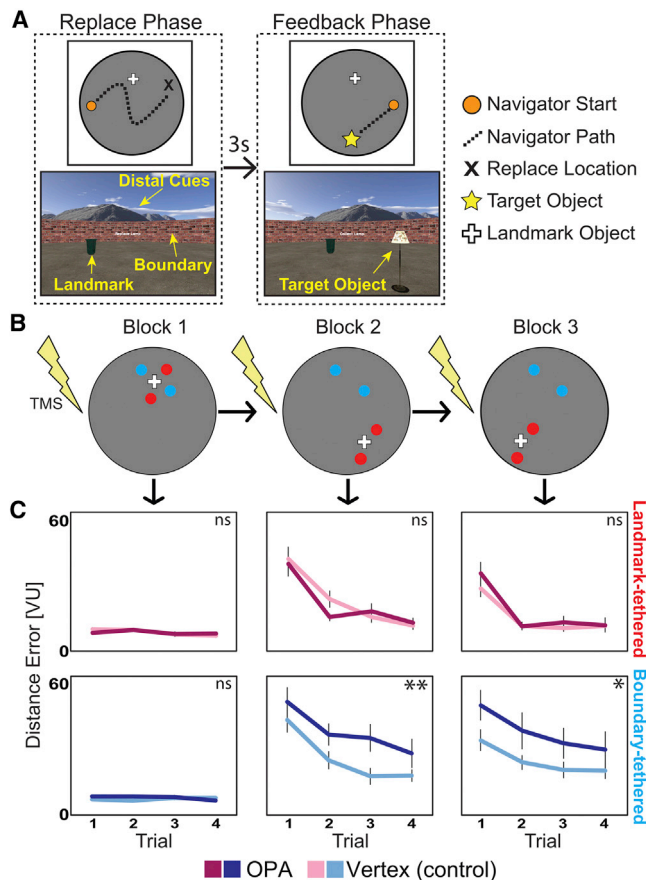 A
Replace Phase
Feedback Phase
X
3s
Navigator Start
Navigator Path
X Replace Location
Target Object
Landmark Object
Distal Cues
Boundary
Landmark
Target Object
B
Block 1
Block 2
Block 3
TMS
C
60
ns
ns
ns
0
Landmark-tethered
Distance Error [VU]
60
ns
**
*
0
Boundary-tethered
1 2 3 4
1 2 3 4
1 2 3 4
Trial
Trial
Trial
OPA
Vertex (control)